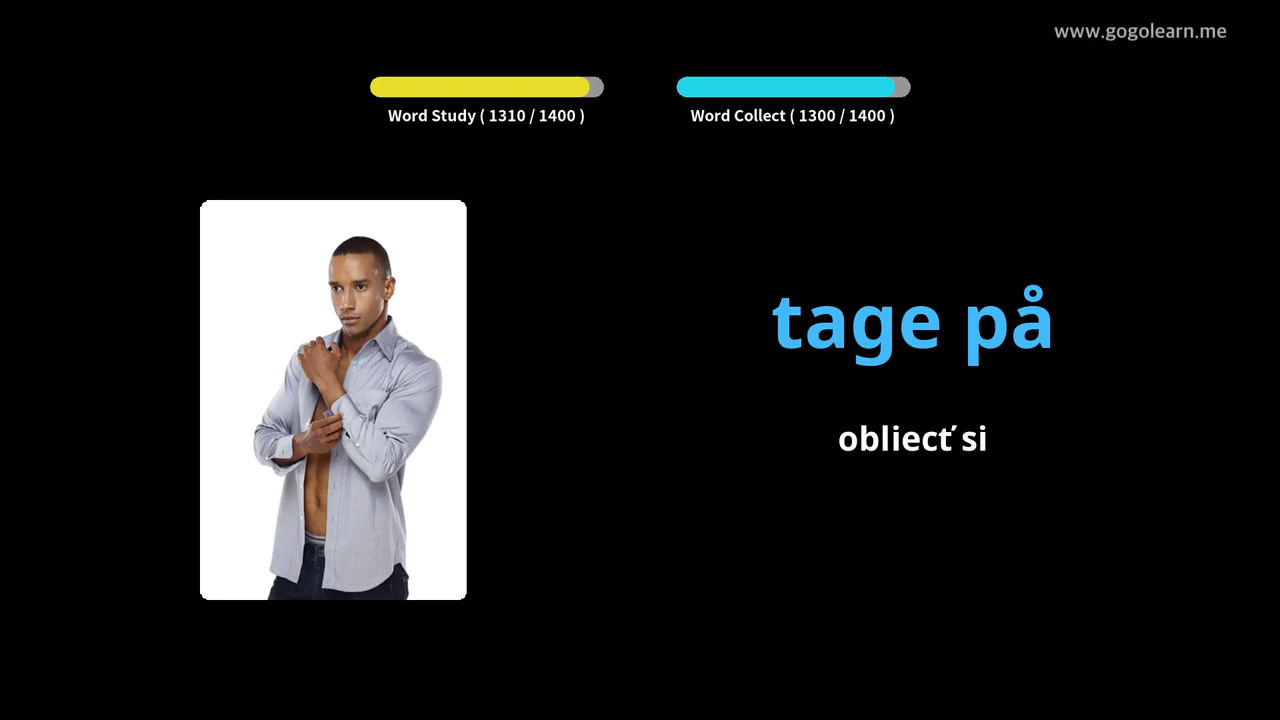 www.gogolearn.me
Word Study ( 1310 / 1400 )
Word Collect ( 1300 / 1400 )
tage på
obliecť si